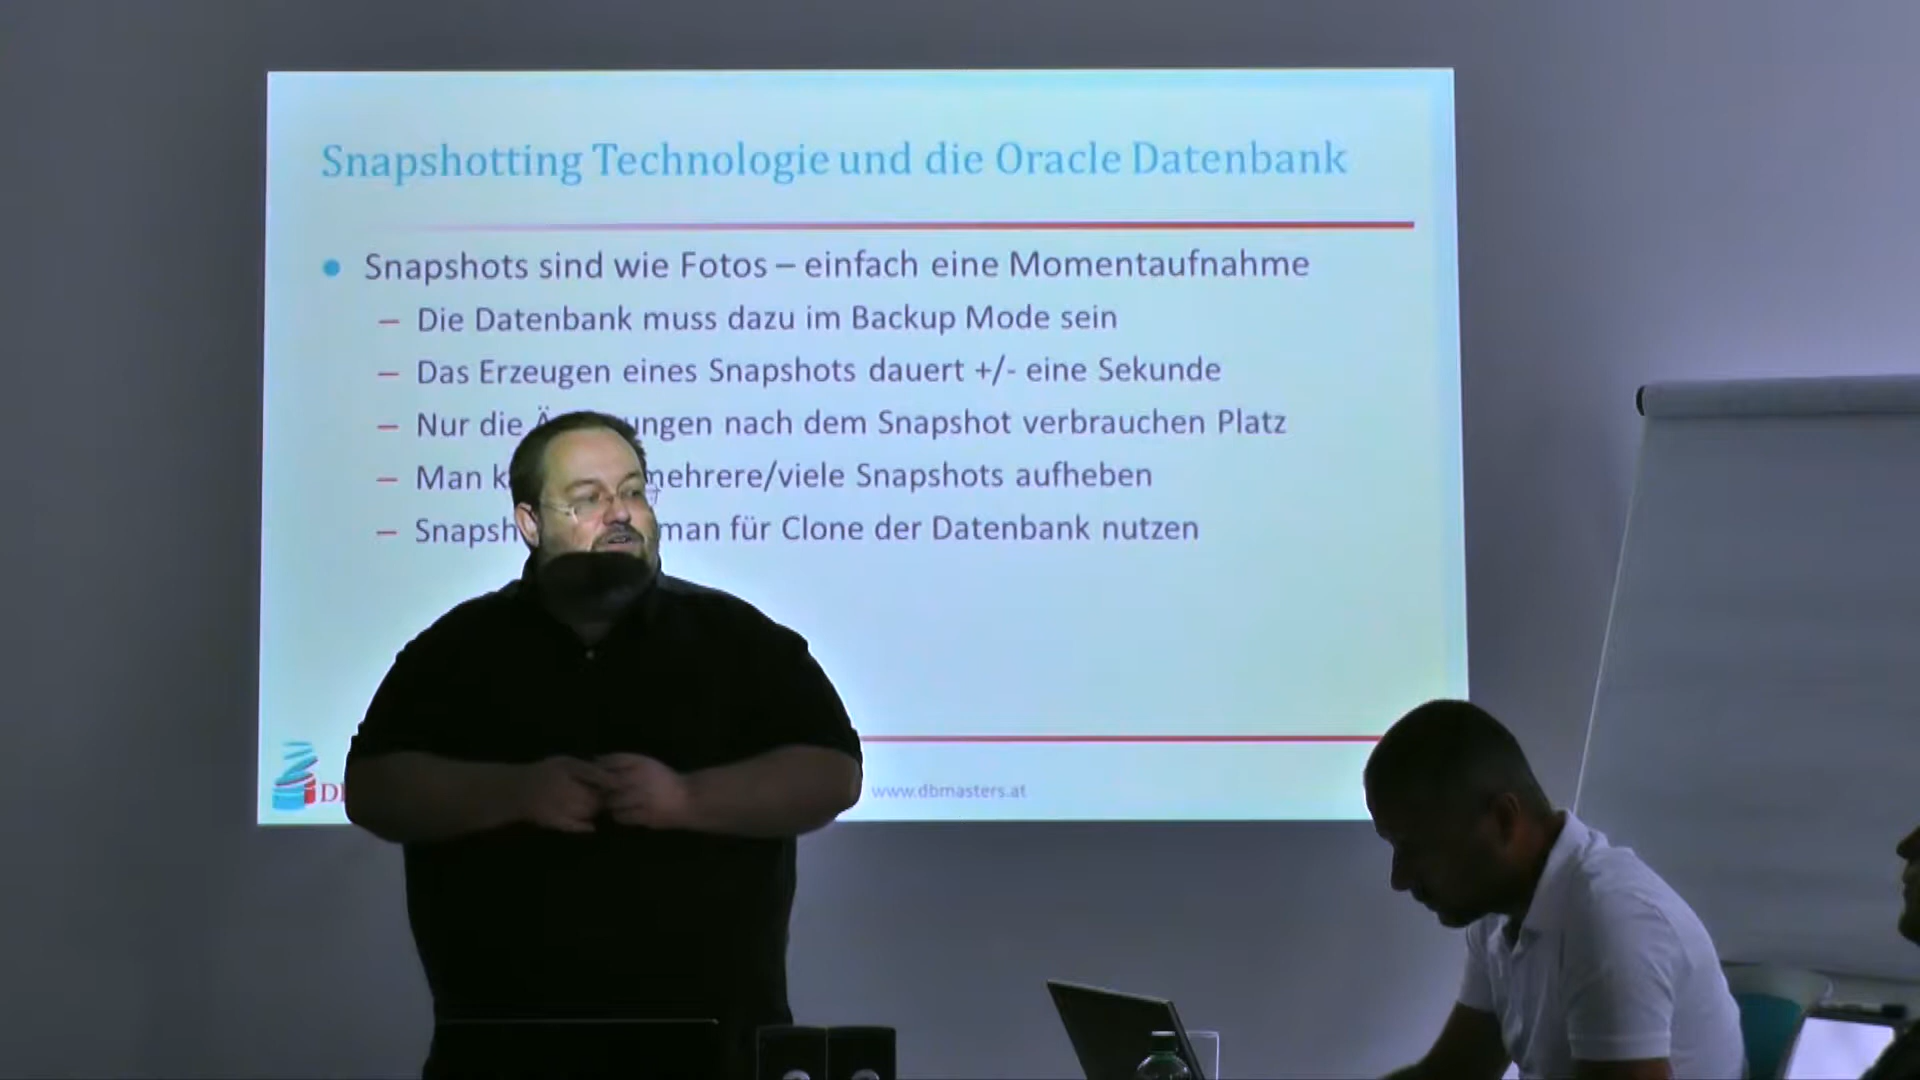 Snapshotting Technologie und die Oracle Datenbank
• Snapshots sind wie Fotos – einfach eine Momentaufnahme
– Die Datenbank muss dazu im Backup Mode sein
– Das Erzeugen eines Snapshots dauert +/- eine Sekunde
– Nur die nach dem Snapshot verbrauchen Platz
– Man mehrere/viele Snapshots aufheben
– man für Clone der Datenbank nutzen
www.dbmasters.at